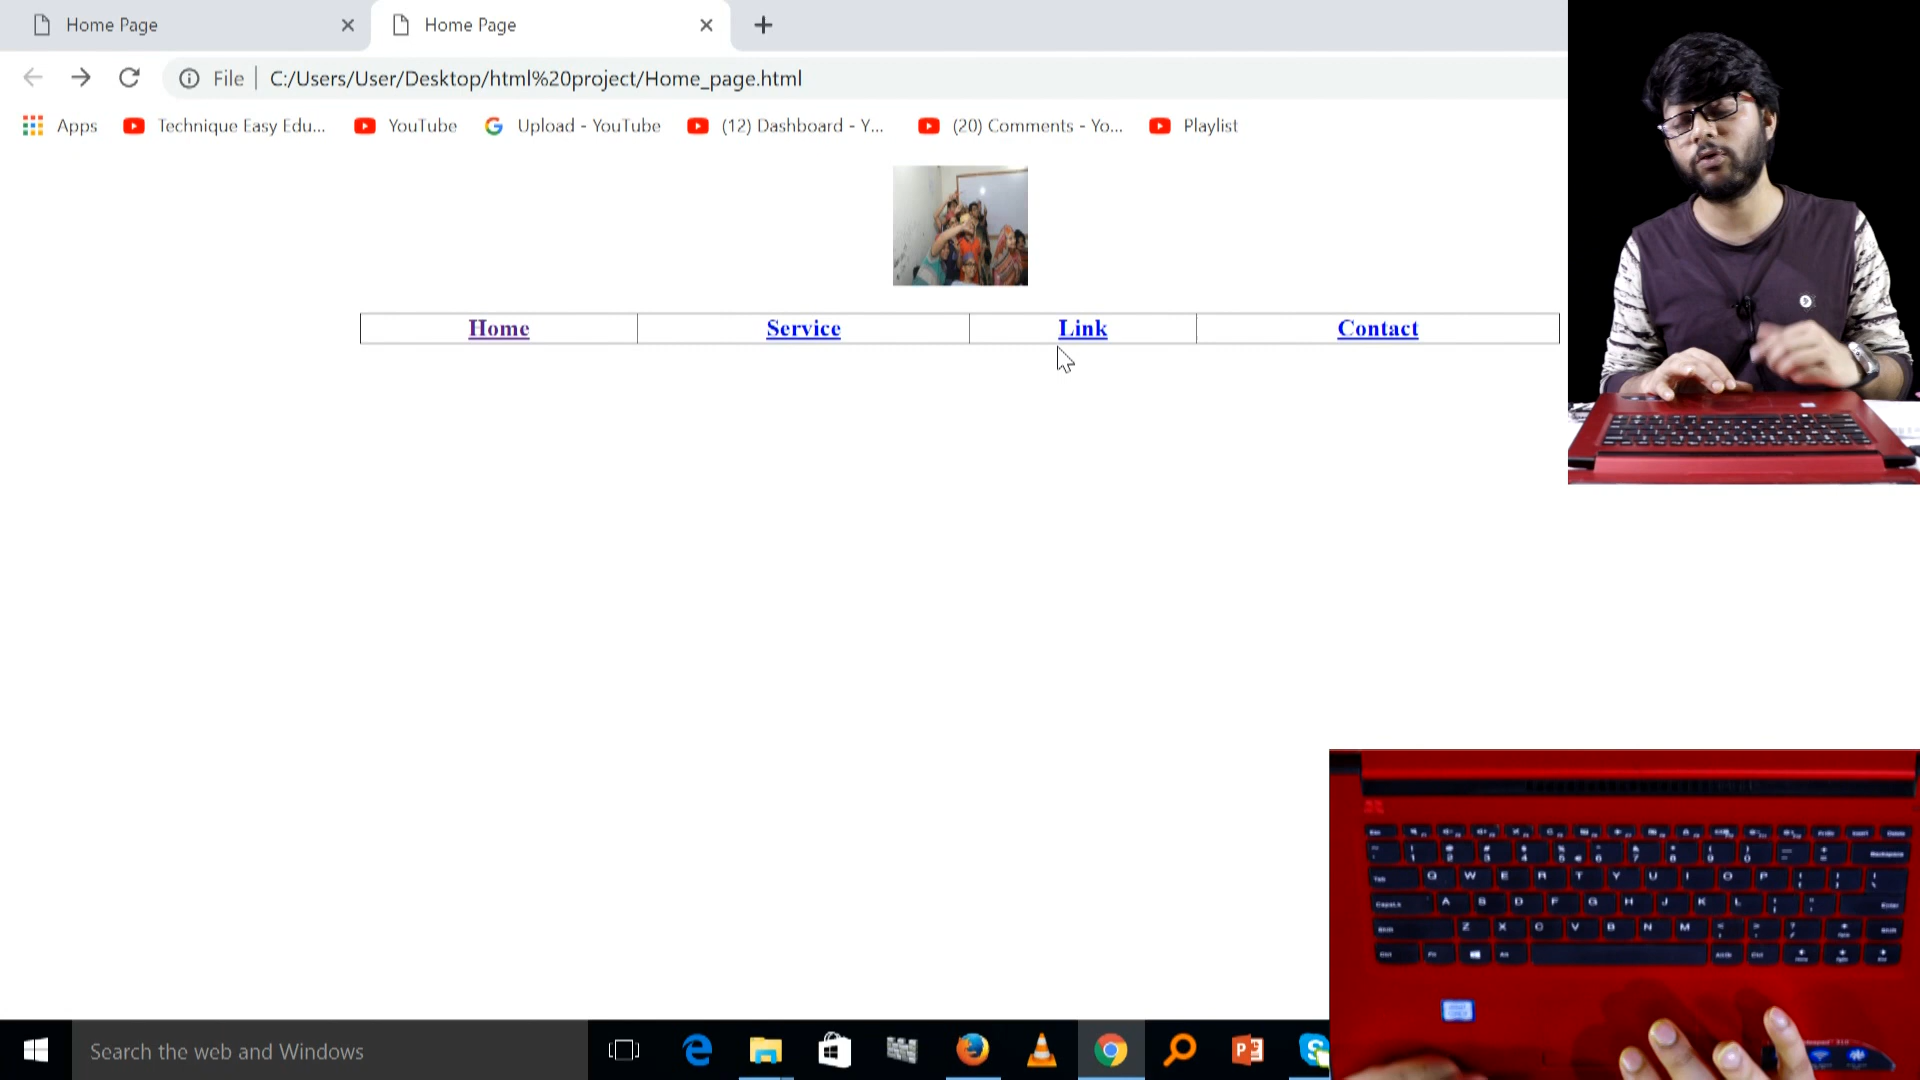 Home Page
Home Page
File
C:/Users/User/Desktop/html%20project/Home_page.html
Apps
Technique Easy Edu...
YouTube
Upload - YouTube
(12) Dashboard - Y...
(20) Comments - Yo...
Playlist
Home Service Link Contact
Search the web and Windows
Q W E R T Y U I O P
A S D F G H J K L
Z X C V B N M